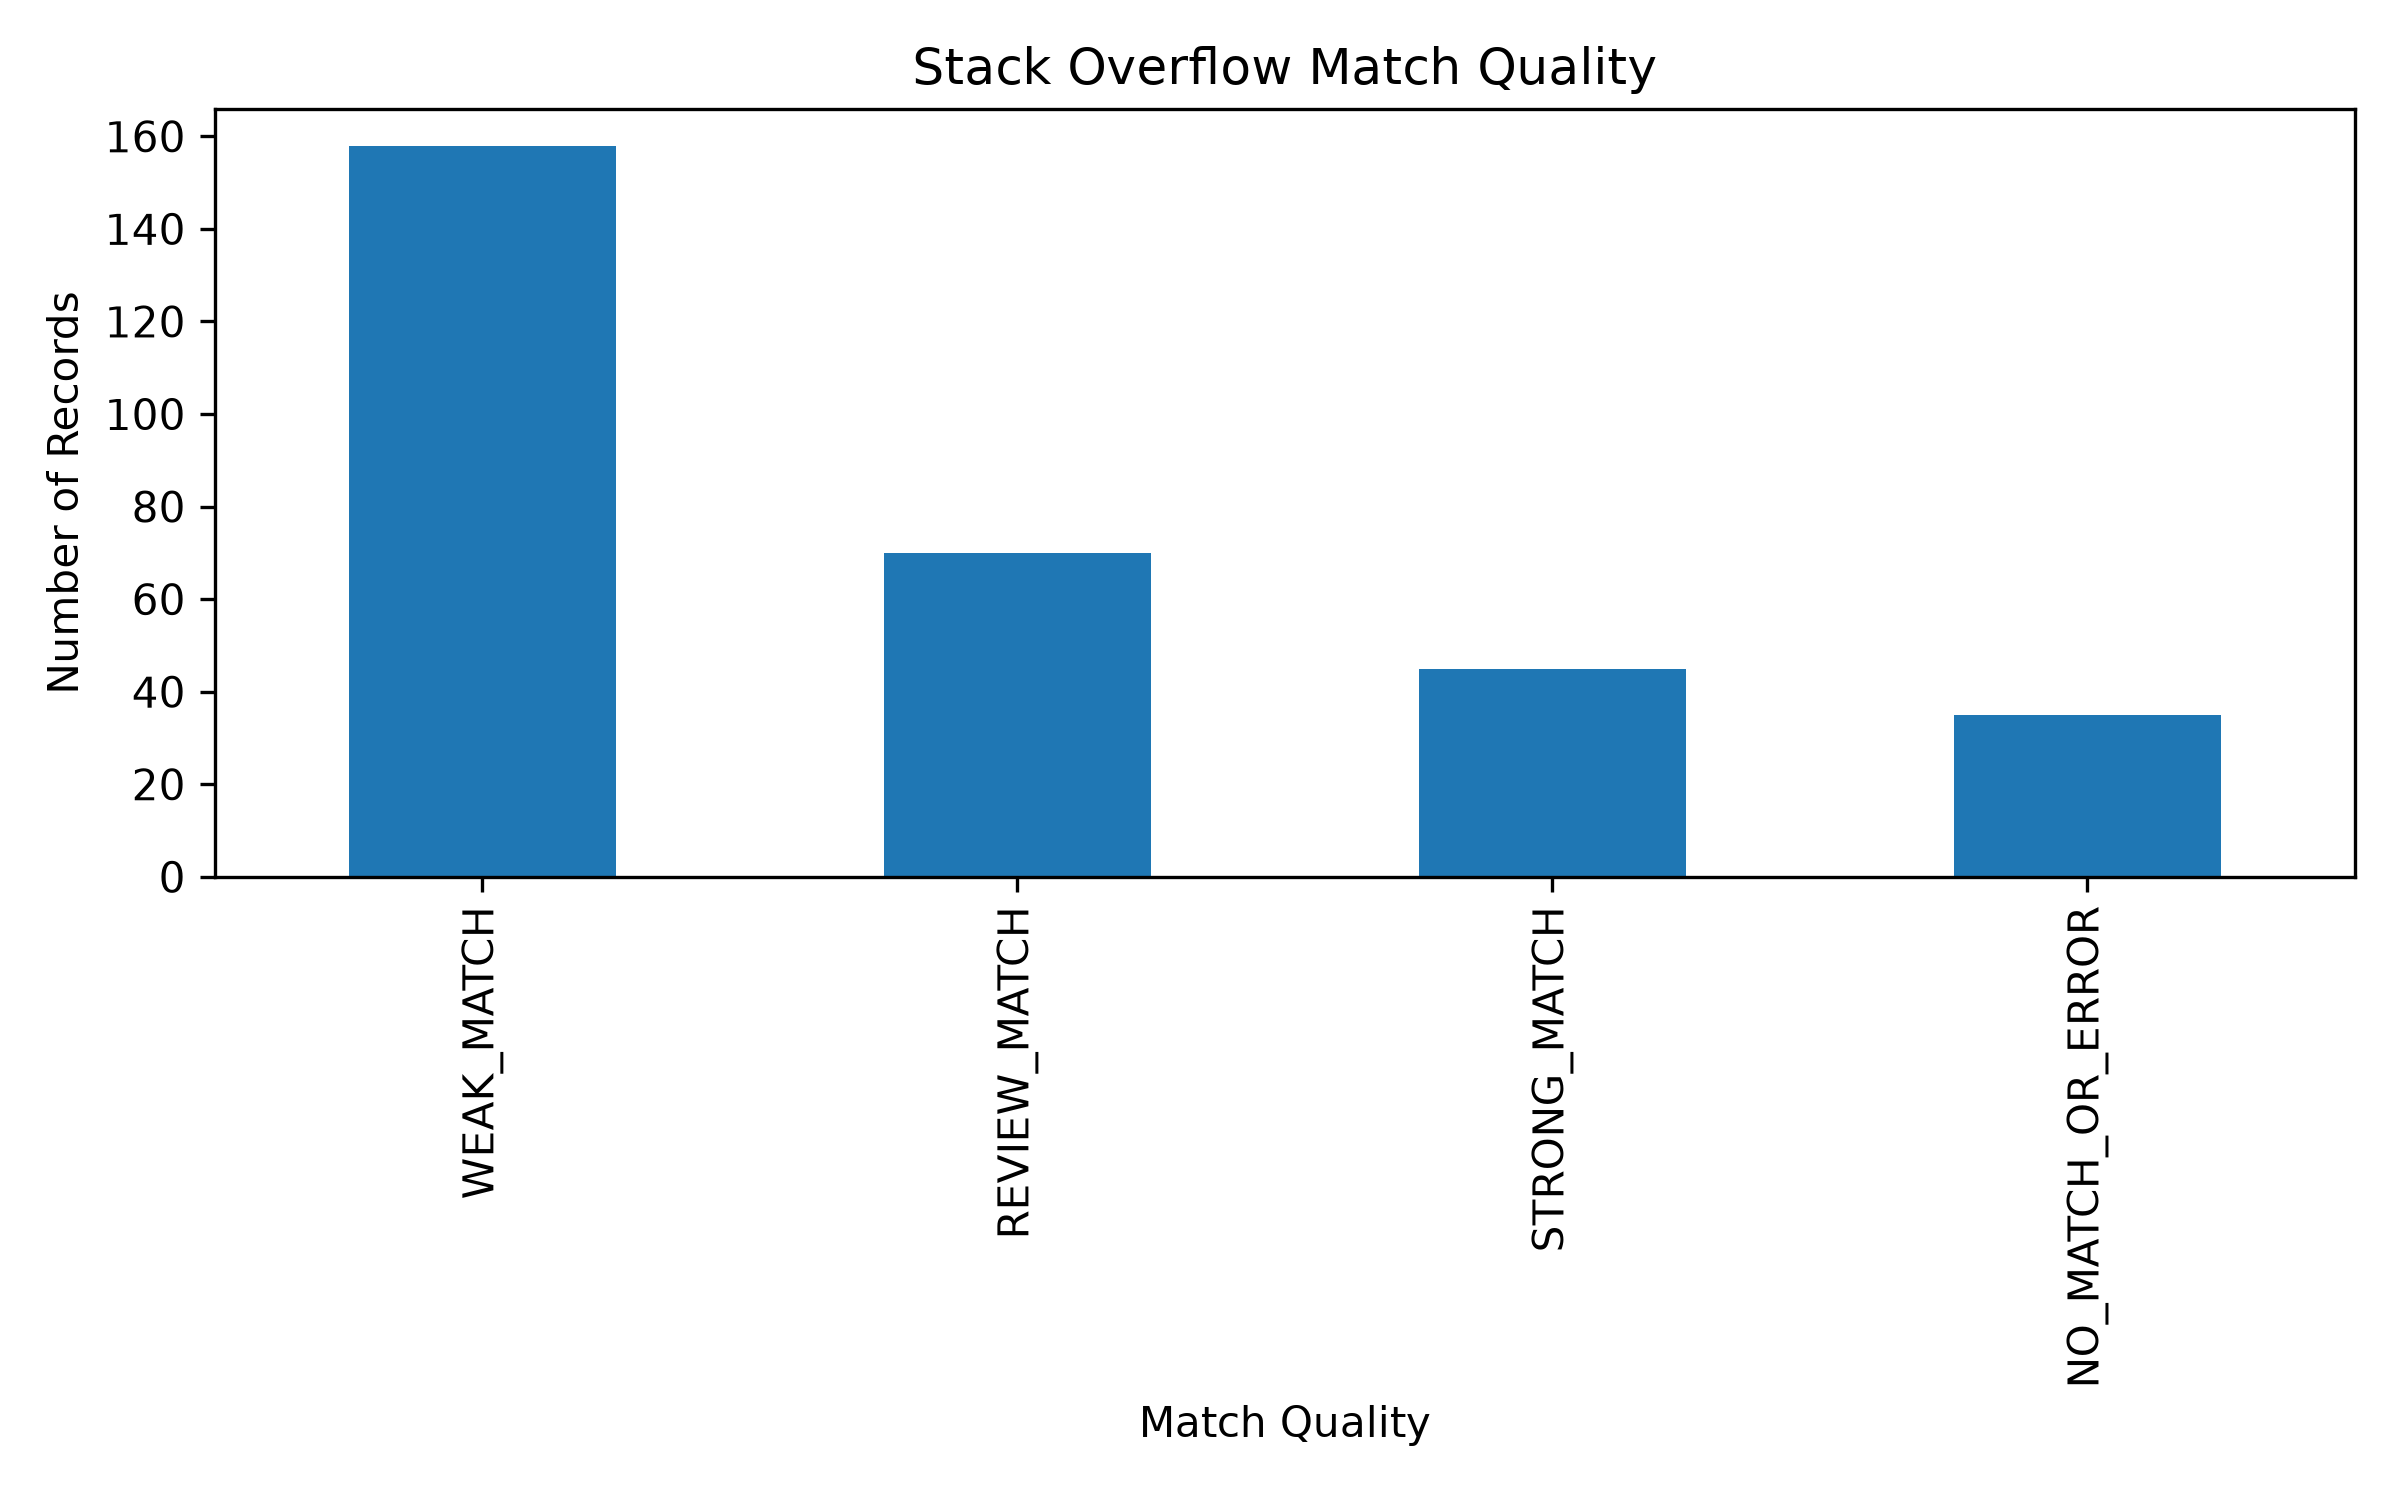 Stack Overflow Match Quality
Number of Records
160
140
120
100
80
60
40
20
0
WEAK_MATCH
REVIEW_MATCH
STRONG_MATCH
NO_MATCH_OR_ERROR
Match Quality